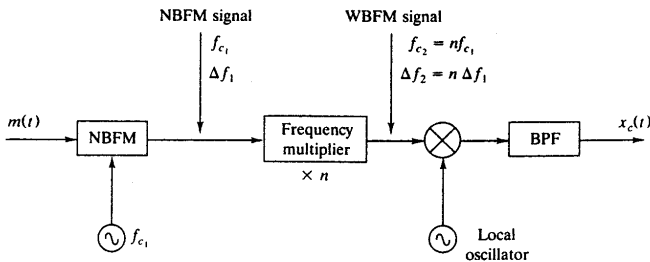 NBFM signal
WBFM signal
f_{c_1}
f_{c_2} = nf_{c_1}
Δf_1
Δf_2 = n Δf_1
m(t)
NBFM
Frequency
multiplier
× n
BPF
x_c(t)
f_{c_1}
Local
oscillator